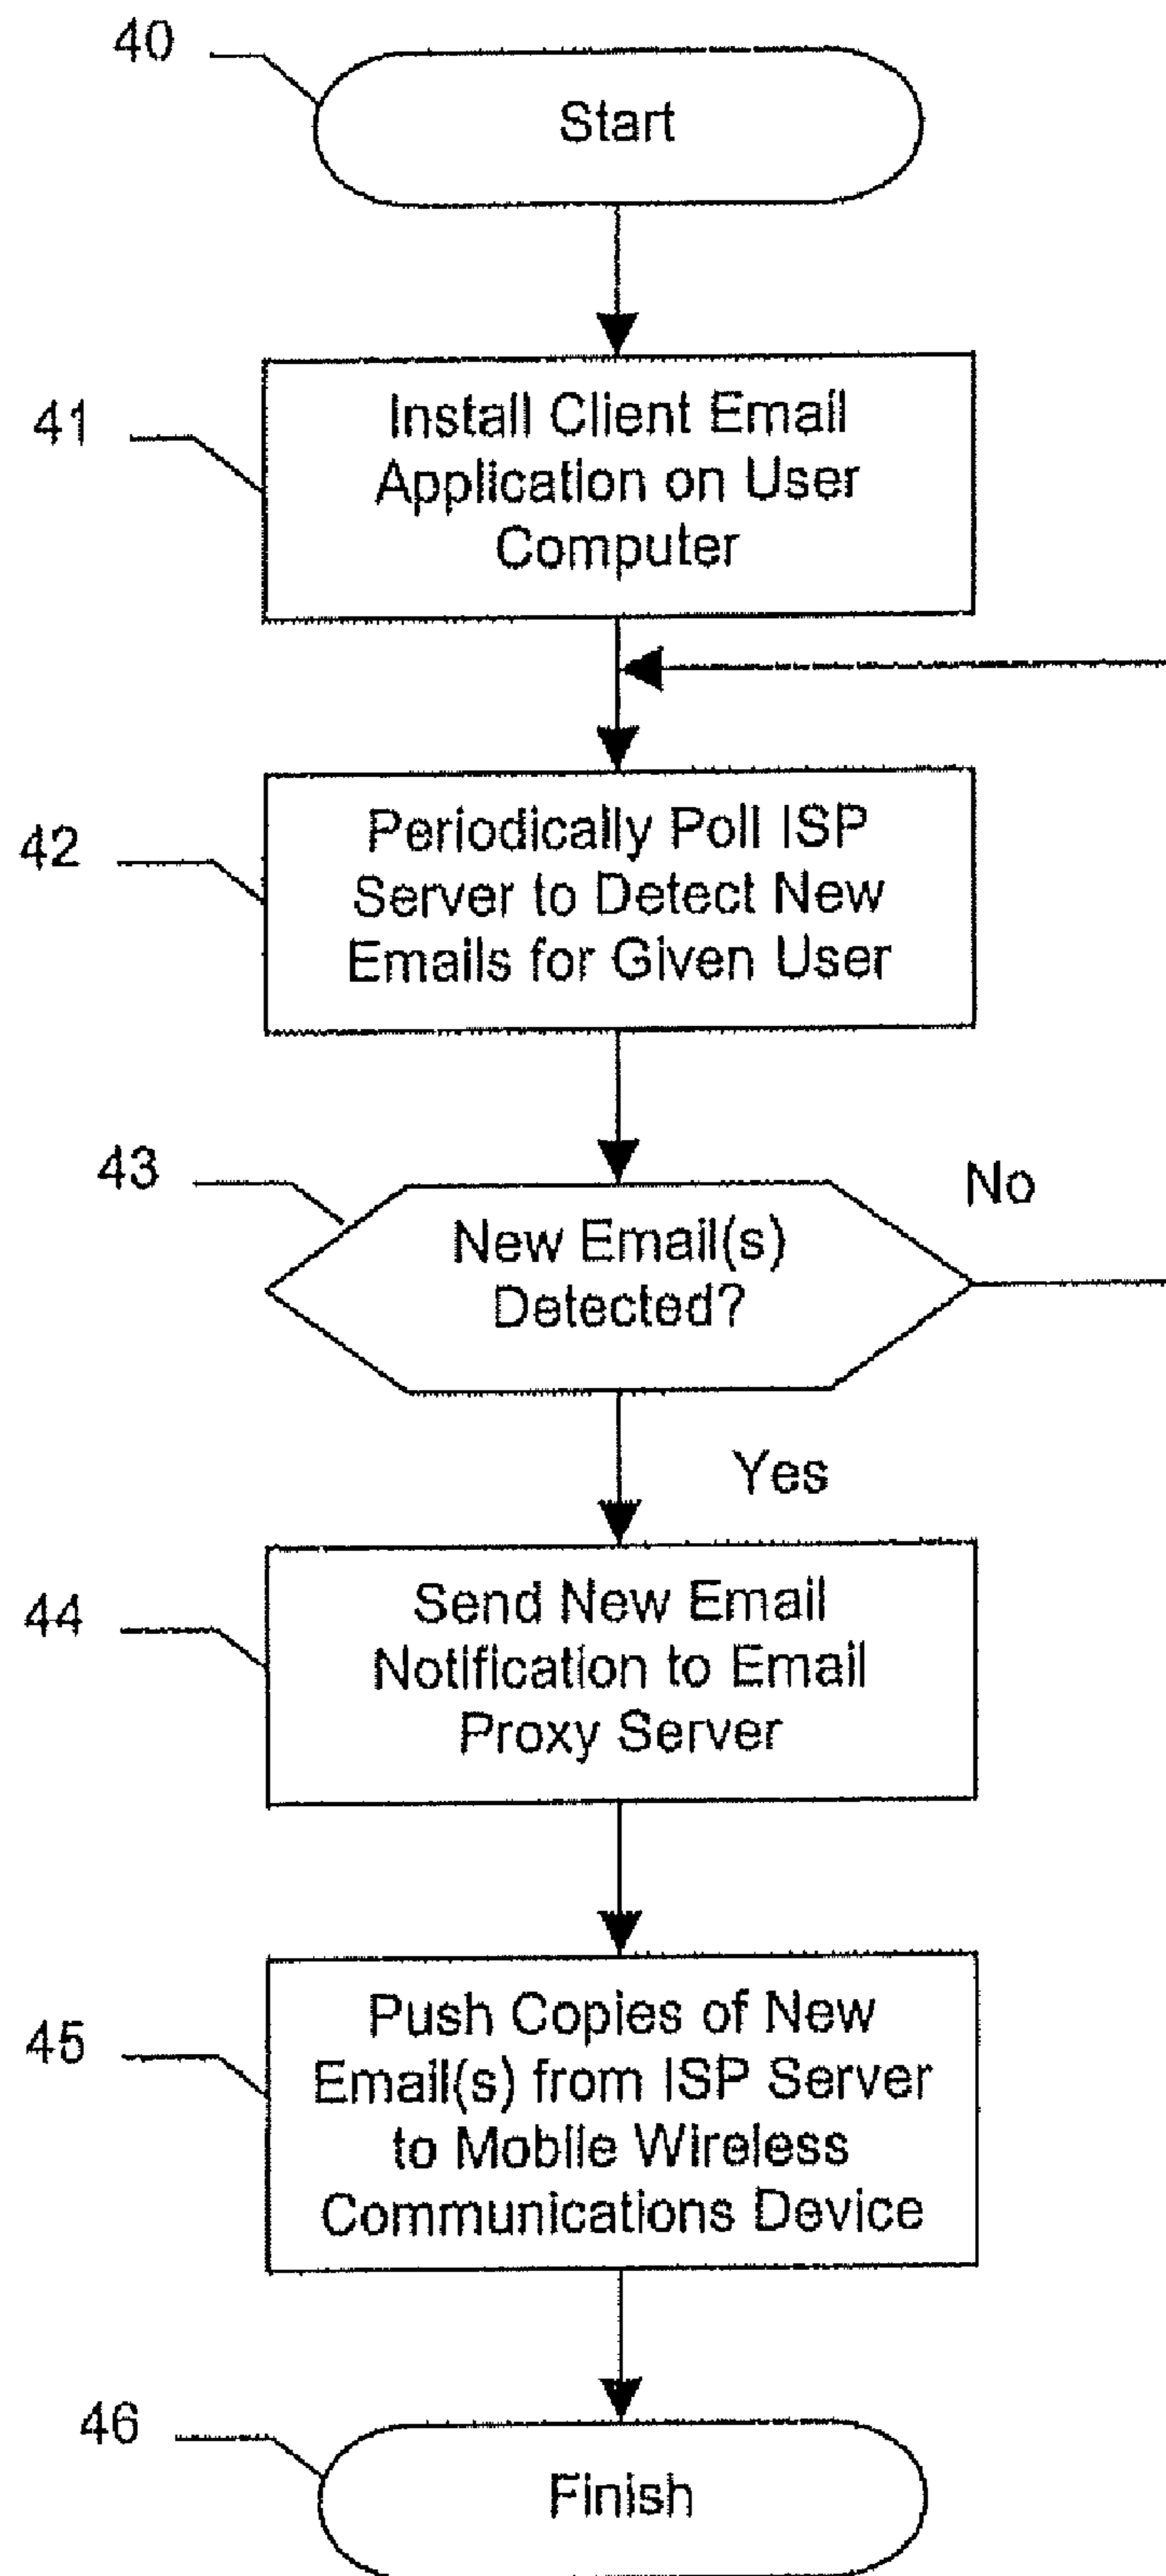 40
Start
41
Install Client Email
Application on User
Computer
42
Periodically Poll ISP
Server to Detect New
Emails for Given User
43
New Email(s)
Detected?
No
Yes
44
Send New Email
Notification to Email
Proxy Server
45
Push Copies of New
Email(s) from ISP Server
to Mobile Wireless
Communications Device
46
Finish